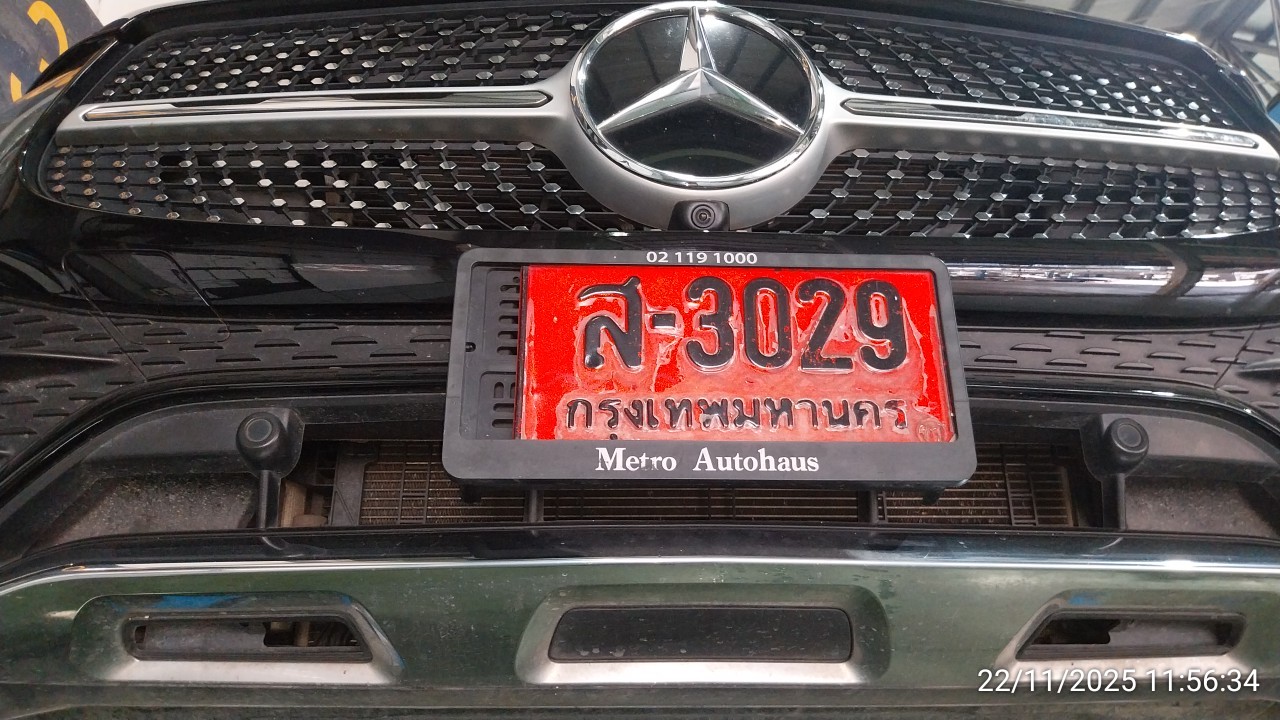 02 119 1000
ส-3029
กรุงเทพมหานคร
Metro Autohaus
22/11/2025 11:56:34